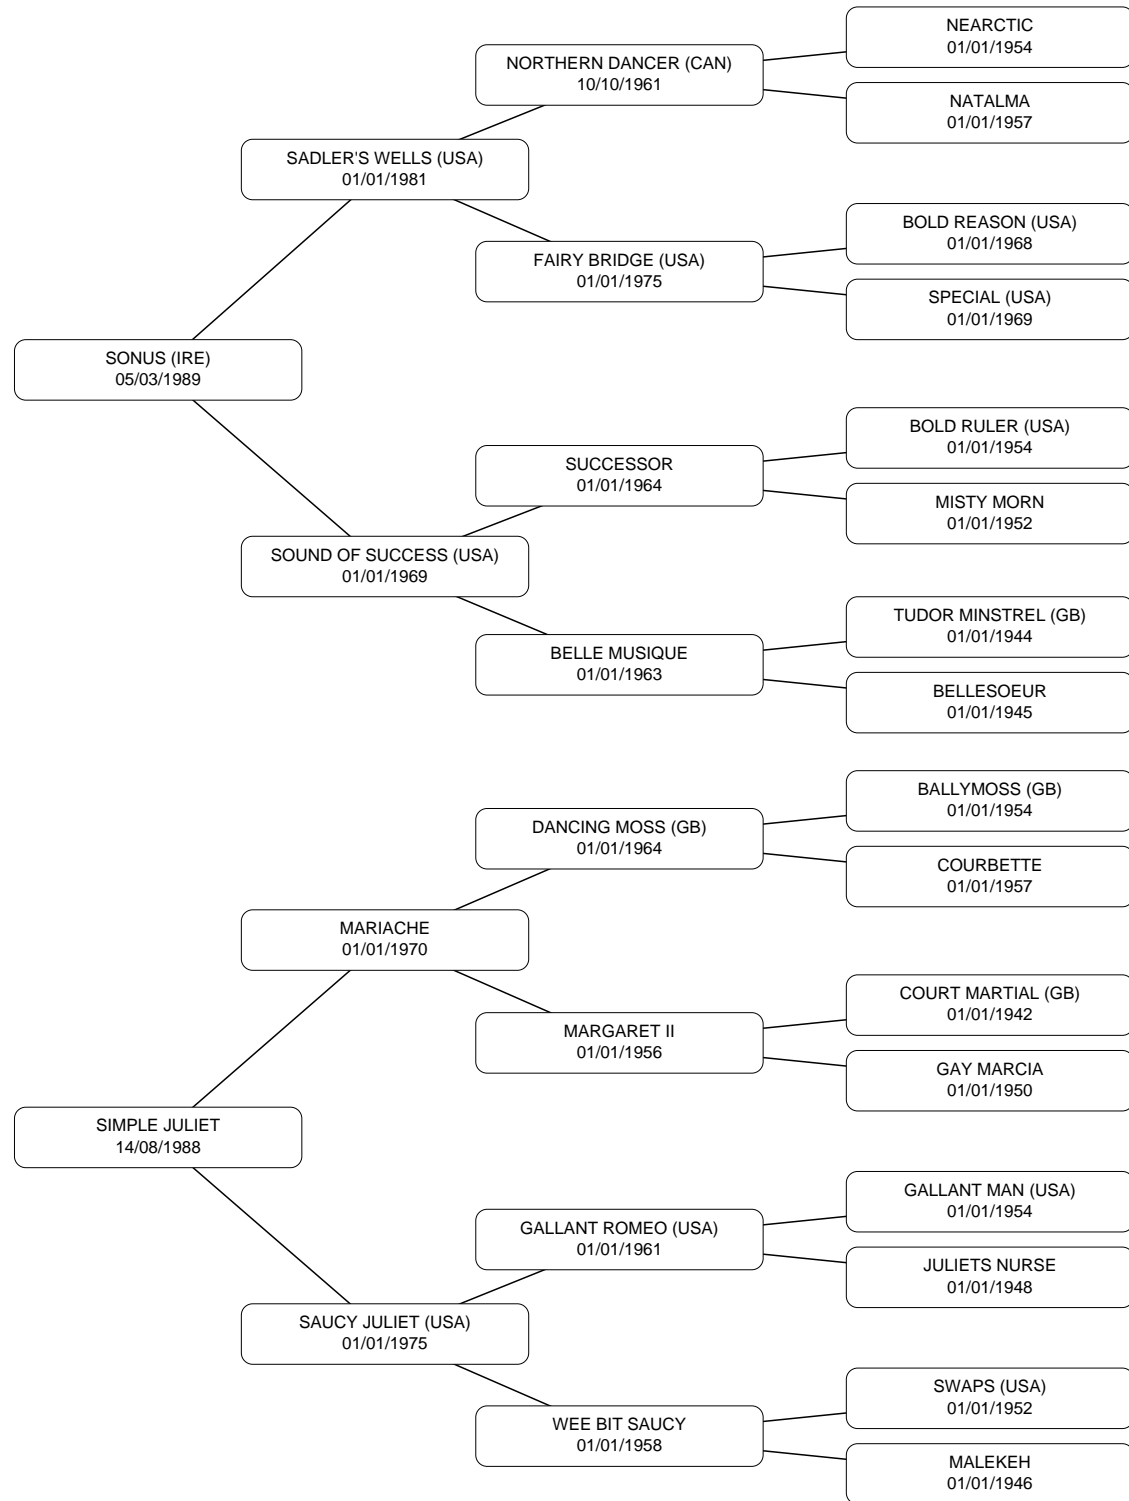 NEARCTIC
01/01/1954
NORTHERN DANCER (CAN)
10/10/1961
NATALMA
01/01/1957
SADLER'S WELLS (USA)
01/01/1981
BOLD REASON (USA)
01/01/1968
FAIRY BRIDGE (USA)
01/01/1975
SPECIAL (USA)
01/01/1969
SONUS (IRE)
05/03/1989
BOLD RULER (USA)
01/01/1954
SUCCESSOR
01/01/1964
MISTY MORN
01/01/1952
SOUND OF SUCCESS (USA)
01/01/1969
TUDOR MINSTREL (GB)
01/01/1944
BELLE MUSIQUE
01/01/1963
BELLESOEUR
01/01/1945
BALLYMOSS (GB)
01/01/1954
DANCING MOSS (GB)
01/01/1964
COURBETTE
01/01/1957
MARIACHE
01/01/1970
COURT MARTIAL (GB)
01/01/1942
MARGARET II
01/01/1956
GAY MARCIA
01/01/1950
SIMPLE JULIET
14/08/1988
GALLANT MAN (USA)
01/01/1954
GALLANT ROMEO (USA)
01/01/1961
JULIETS NURSE
01/01/1948
SAUCY JULIET (USA)
01/01/1975
SWAPS (USA)
01/01/1952
WEE BIT SAUCY
01/01/1958
MALEKEH
01/01/1946